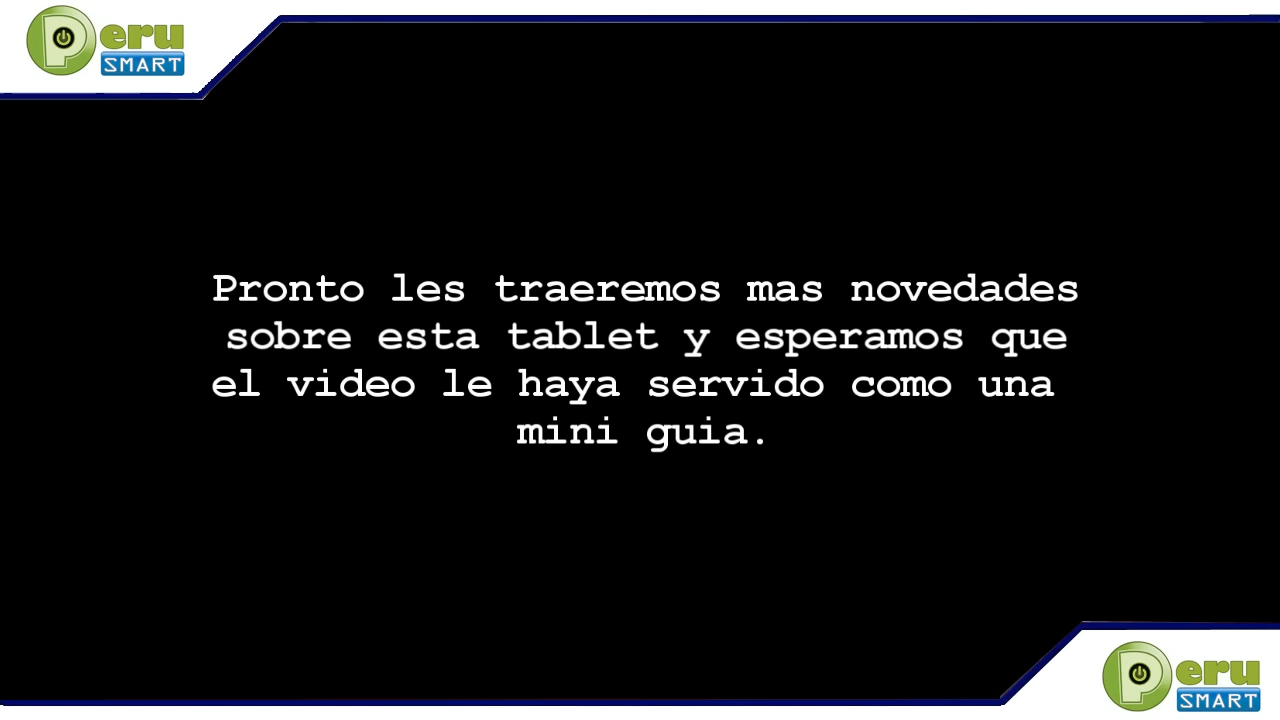 Peru
SMART
Pronto les traeremos mas novedades
sobre esta tablet y esperamos que
el video le haya servido como una
mini guia.
Peru
SMART